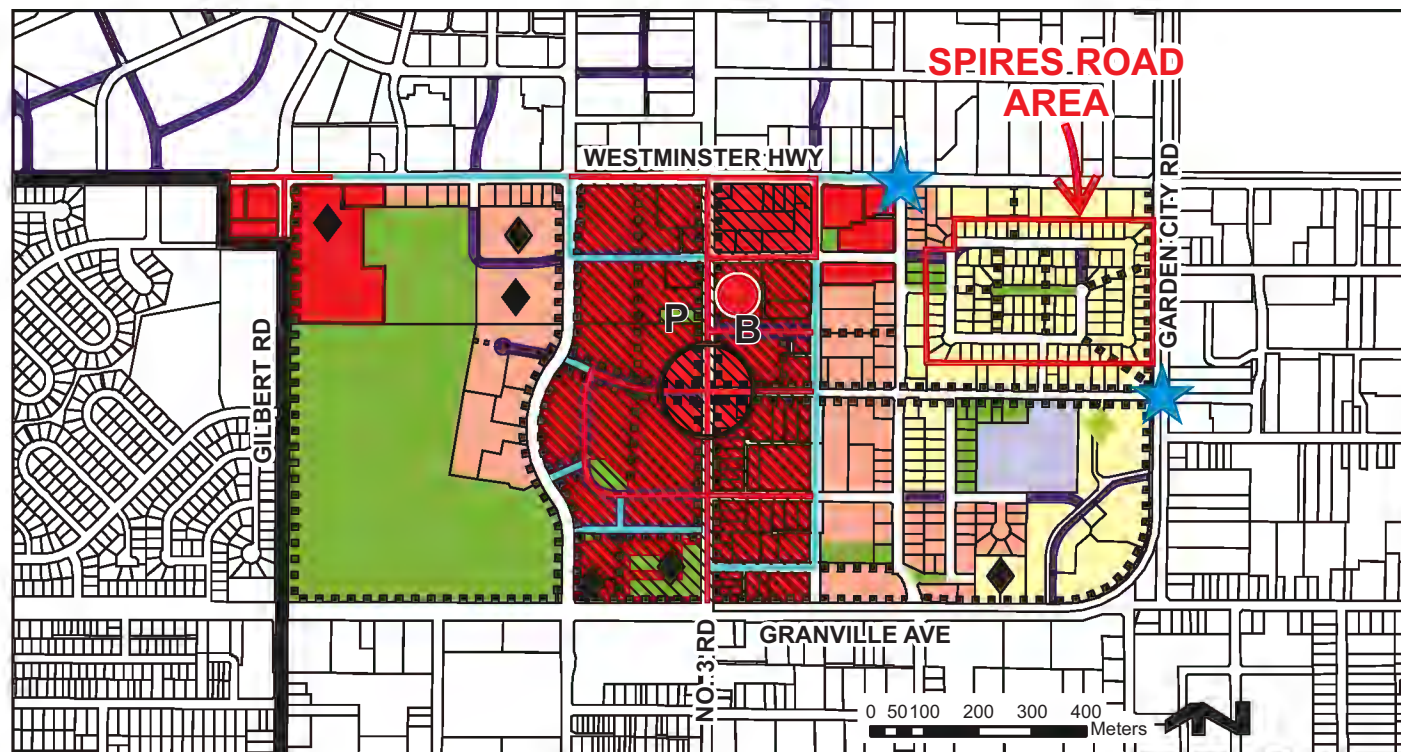 SPIRES ROAD
AREA
WESTMINSTER HWY
GARDEN CITY RD
P
B
GILBERT RD
GRANVILLE AVE
NO. 3 RD
0 50 100 200 300 400
Meters
N